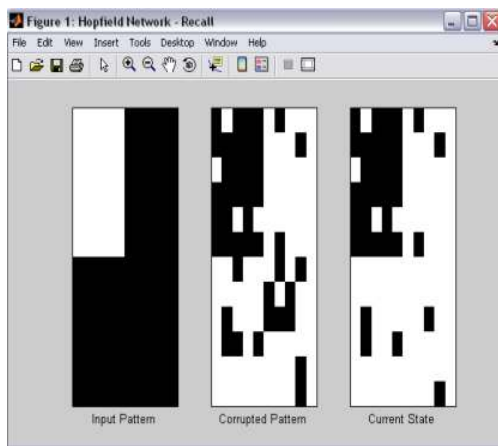 Figure 1: Hopfield Network - Recall
File Edit View Insert Tools Desktop Window Help
Input Pattern Corrupted Pattern Current State